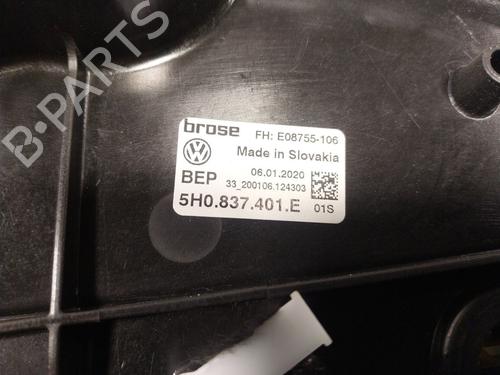 brose FH: E08755-106
Made in Slovakia
BEP 06.01.2020
33_200106.124303
5H0.837.401.E 01S
B-PARTS